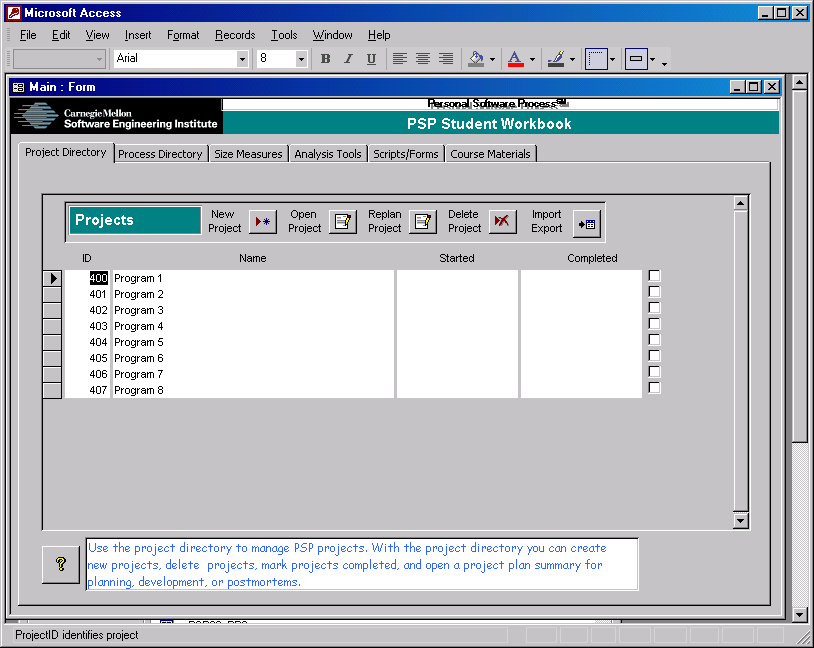 Microsoft Access
File Edit View Insert Format Records Tools Window Help
Arial 8 B I U A
Main : Form
Carnegie Mellon
Software Engineering Institute
Personal Software Process SM
PSP Student Workbook
Project Directory Process Directory Size Measures Analysis Tools Scripts/Forms Course Materials
Projects
New Project
Open Project
Replan Project
Delete Project
Import Export
ID Name Started Completed
400 Program 1
401 Program 2
402 Program 3
403 Program 4
404 Program 5
405 Program 6
406 Program 7
407 Program 8
?
Use the project directory to manage PSP projects. With the project directory you can create
new projects, delete projects, mark projects completed, and open a project plan summary for
planning, development, or postmortems.
ProjectID identifies project